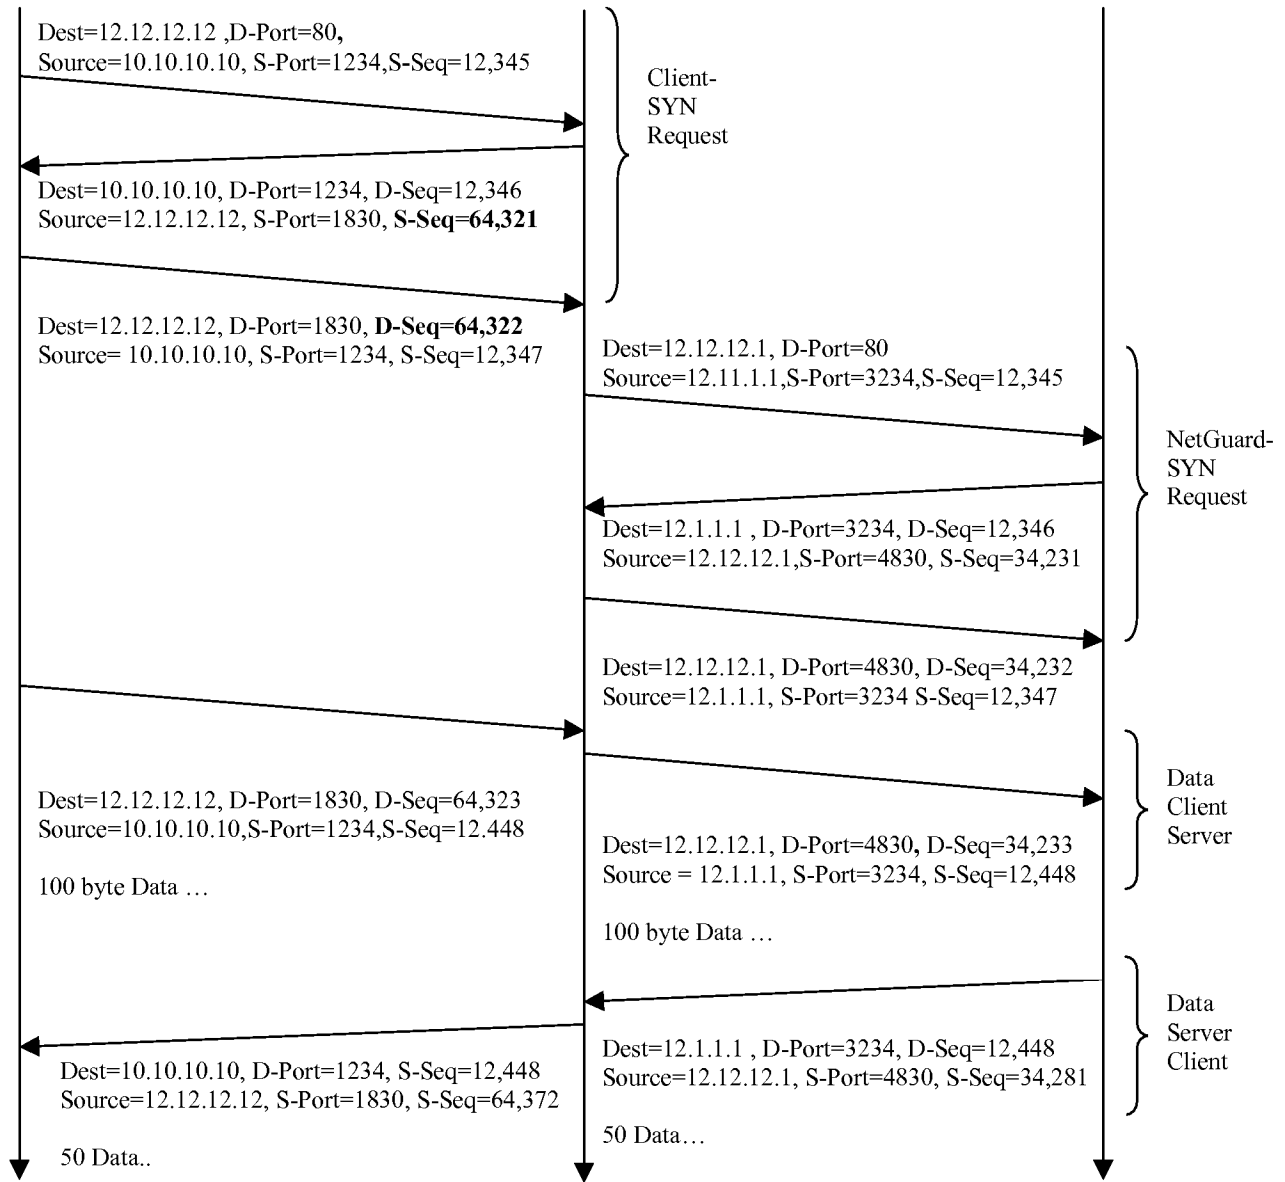 Dest=12.12.12.12 ,D-Port=80,
Source=10.10.10.10, S-Port=1234,S-Seq=12,345
Client-
SYN
Request
Dest=10.10.10.10, D-Port=1234, D-Seq=12,346
Source=12.12.12.12, S-Port=1830, S-Seq=64,321
Dest=12.12.12.12, D-Port=1830, D-Seq=64,322
Source= 10.10.10.10, S-Port=1234, S-Seq=12,347
Dest=12.12.12.1, D-Port=80
Source=12.11.1.1,S-Port=3234,S-Seq=12,345
NetGuard-
SYN
Request
Dest=12.1.1.1 , D-Port=3234, D-Seq=12,346
Source=12.12.12.1,S-Port=4830, S-Seq=34,231
Dest=12.12.12.1, D-Port=4830, D-Seq=34,232
Source=12.1.1.1, S-Port=3234 S-Seq=12,347
Dest=12.12.12.12, D-Port=1830, D-Seq=64,323
Source=10.10.10.10,S-Port=1234,S-Seq=12.448
100 byte Data ...
Data
Client
Server
Dest=12.12.12.1, D-Port=4830, D-Seq=34,233
Source = 12.1.1.1, S-Port=3234, S-Seq=12,448
100 byte Data ...
Data
Server
Client
Dest=12.1.1.1 , D-Port=3234, D-Seq=12,448
Source=12.12.12.1, S-Port=4830, S-Seq=34,281
50 Data...
Dest=10.10.10.10, D-Port=1234, S-Seq=12,448
Source=12.12.12.12, S-Port=1830, S-Seq=64,372
50 Data..